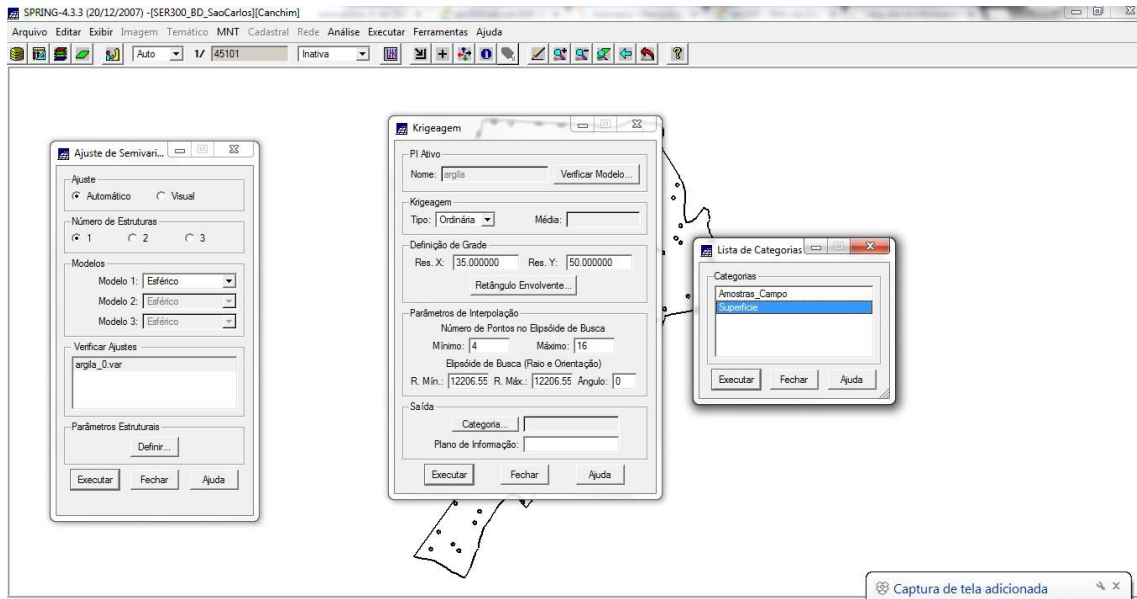 SPRING-4.3.3 (20/12/2007) -[SER300_BD_SaoCarlos][Canchim]
Arquivo Editar Exibir Imagem Temático MNT Cadastral Rede Análise Executar Ferramentas Ajuda
Auto 1/ 45101 Inativa
Ajuste de Semivari...
Ajuste
Automático Visual
Número de Estruturas
1 2 3
Modelos
Modelo 1: Esférico
Modelo 2: Esférico
Modelo 3: Esférico
Verificar Ajustes
argila_0.var
Parâmetros Estruturais
Definir...
Executar Fechar Ajuda
Krigeagem
PI Ativo
Nome: argila Verificar Modelo...
Krigeagem
Tipo: Ordinária Média:
Definição de Grade
Res. X: 35.000000 Res. Y: 50.000000
Retângulo Envolvente...
Parâmetros de Interpolação
Número de Pontos no Elipsóide de Busca
Mínimo: 4 Máximo: 16
Elipsóide de Busca (Raio e Orientação)
R. Mín.: 12206.55 R. Máx.: 12206.55 Ângulo: 0
Saída
Categoria...
Plano de Informação:
Executar Fechar Ajuda
Lista de Categorias
Categorias
Amostras_Campo
Superficie
Executar Fechar Ajuda
Captura de tela adicionada